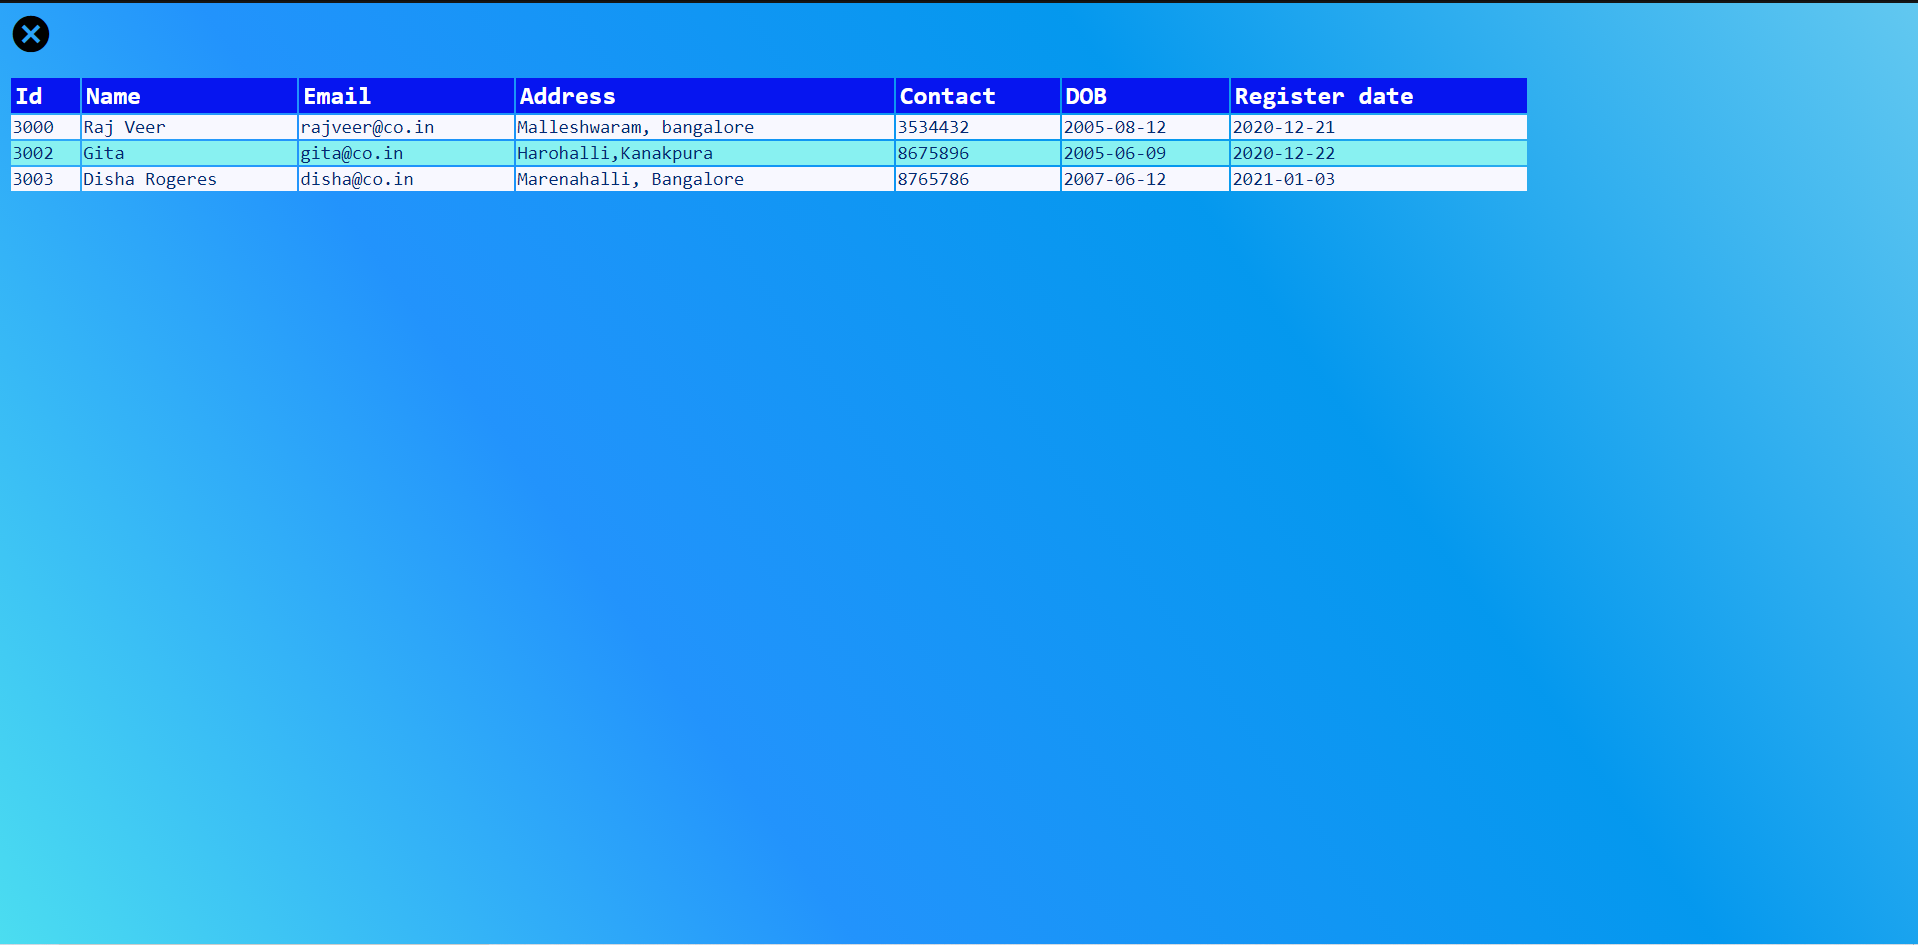 Id Name Email Address Contact DOB Register date
3000 Raj Veer rajveer@co.in Malleshwaram, bangalore 3534432 2005-08-12 2020-12-21
3002 Gita gita@co.in Harohalli,Kanakpura 8675896 2005-06-09 2020-12-22
3003 Disha Rogeres disha@co.in Marenahalli, Bangalore 8765786 2007-06-12 2021-01-03